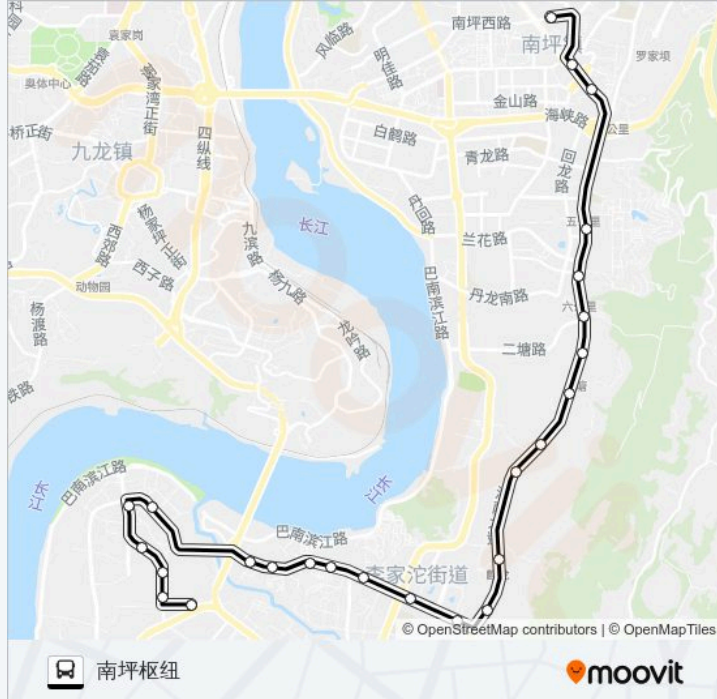 袁家岗
南坪西路
风临路
明佳路
罗家坝
奥体中心
金山路
海峡路
公里
桥正街
九龙镇
四纵线
白鹤路
青龙路
回龙路
西郊路
杨家坪正街
九滨路
长江
丹回路
兰花路
西子路
动物园
杨九路
巴南滨江路
丹龙南路
杨渡路
龙吟路
二塘路
铁路
巴南滨江路
长江
长江
巴南滨江路
李家沱街道
© OpenStreetMap contributors | © OpenMapTiles
南坪枢纽
moovit